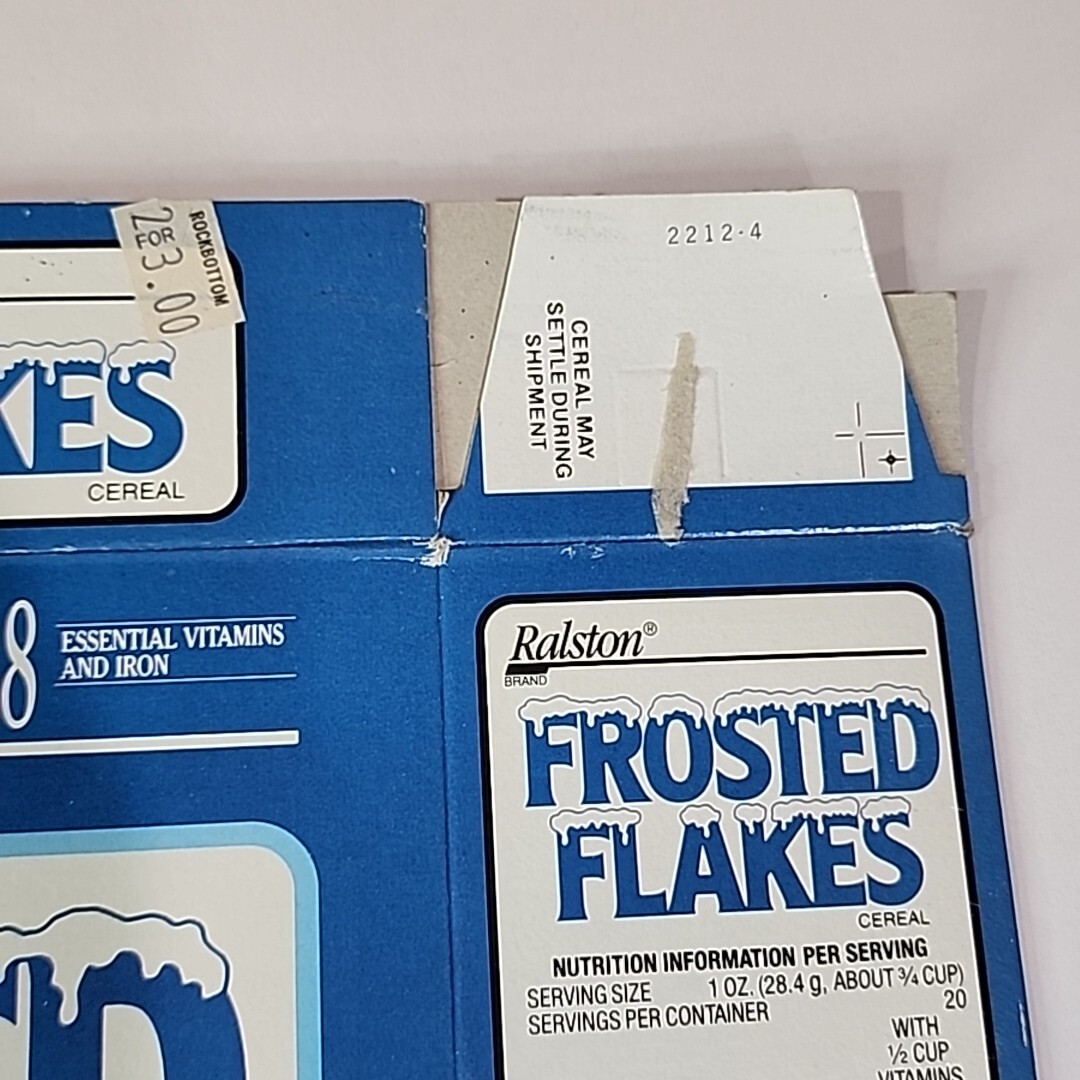 ROCKBOTTOM
2
FOR
3.00
KES
CEREAL
2212-4
CEREAL MAY
SETTLE DURING
SHIPMENT
8 ESSENTIAL VITAMINS
AND IRON
D
Ralston®
BRAND
FROSTED
FLAKES
CEREAL
NUTRITION INFORMATION PER SERVING
SERVING SIZE 1 OZ. (28.4 g, ABOUT ¾ CUP)
SERVINGS PER CONTAINER 20
WITH
½ CUP
VITAMINS